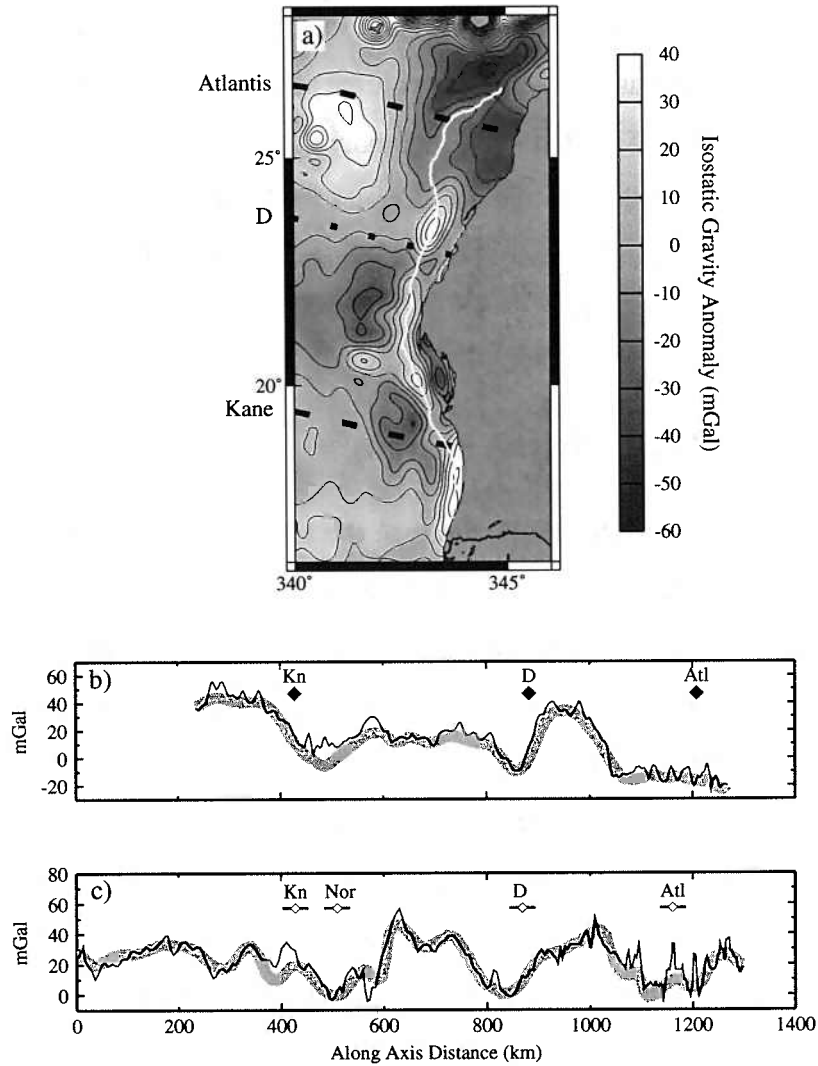 a)
Atlantis
25°
D
20°
Kane
340°
345°
40
30
20
10
0
-10
-20
-30
-40
-50
-60
Isostatic Gravity Anomaly (mGal)
b)
Kn
D
Atl
60
40
20
0
-20
mGal
c)
Kn
Nor
D
Atl
80
60
40
20
0
mGal
0
200
400
600
800
1000
1200
1400
Along Axis Distance (km)